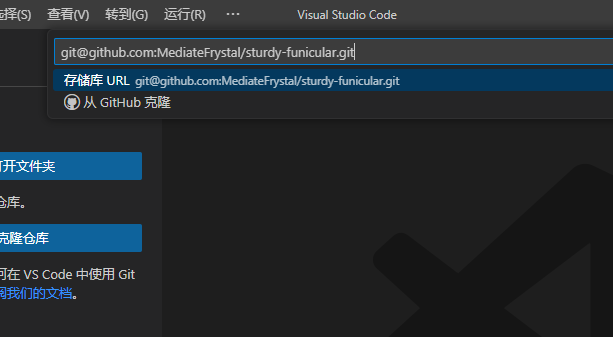 选择(S) 查看(V) 转到(G) 运行(R) ··· Visual Studio Code
git@github.com:MediateFrystal/sturdy-funicular.git
存储库 URL git@github.com:MediateFrystal/sturdy-funicular.git
从 GitHub 克隆
打开文件夹
仓库。
克隆仓库
何在 VS Code 中使用 Git
阅我们的文档。